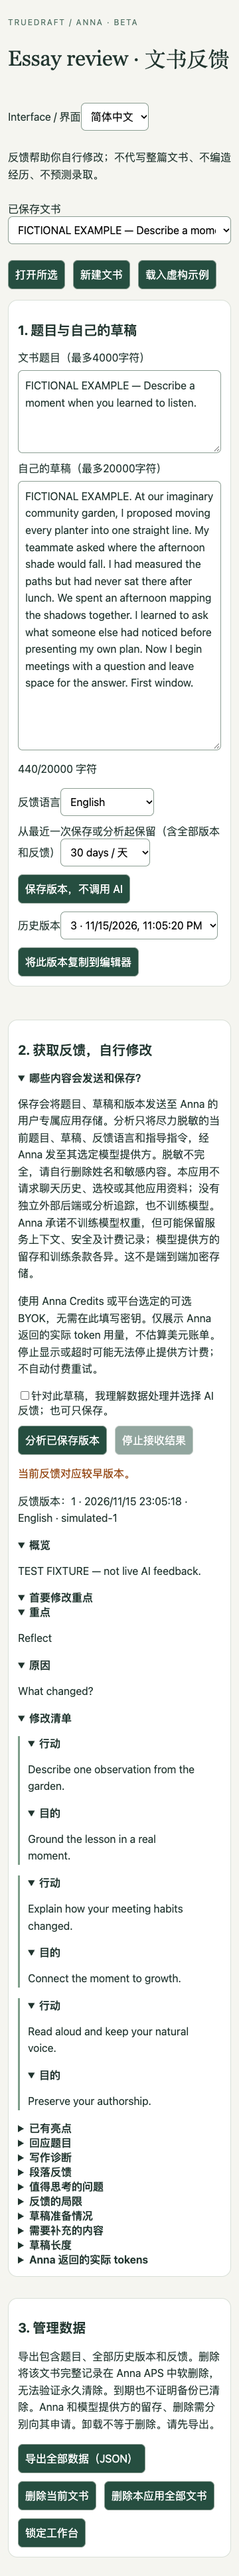 TRUEDRAFT / ANNA · BETA
Essay review · 文书反馈
Interface / 界面 简体中文
反馈帮助你自行修改；不代写整篇文书、不编造
经历、不预测录取。
已保存文书
FICTIONAL EXAMPLE — Describe a mome
打开所选 新建文书 载入虚构示例
1. 题目与自己的草稿
文书题目（最多4000字符）
FICTIONAL EXAMPLE — Describe a
moment when you learned to listen.
自己的草稿（最多20000字符）
FICTIONAL EXAMPLE. At our imaginary
community garden, I proposed moving
every planter into one straight line. My
teammate asked where the afternoon
shade would fall. I had measured the
paths but had never sat there after
lunch. We spent an afternoon mapping
the shadows together. I learned to ask
what someone else had noticed before
presenting my own plan. Now I begin
meetings with a question and leave
space for the answer. First window.
440/20000 字符
反馈语言 English
从最近一次保存或分析起保留（含全部版本
和反馈） 30 days / 天
保存版本，不调用 AI
历史版本 3 · 11/15/2026, 11:05:20 PM
将此版本复制到编辑器
2. 获取反馈，自行修改
▼ 哪些内容会发送和保存?
保存会将题目、草稿和版本发送至 Anna 的
用户专属应用存储。分析只将尽力脱敏的当
前题目、草稿、反馈语言和指导指令，经
Anna 发至其选定模型提供方。脱敏不完
全，请自行删除姓名和敏感内容。本应用不
请求聊天历史、选校或其他应用资料；没有
独立外部后端或分析追踪，也不训练模型。
Anna 承诺不训练模型权重，但可能保留服
务上下文、安全及计费记录；模型提供方的
留存和训练条款各异。这不是端到端加密存
储。
使用 Anna Credits 或平台选定的可选
BYOK，无需在此填写密钥。仅展示 Anna
返回的实际 token 用量，不估算美元账单。
停止显示或超时可能无法停止提供方计费；
不自动付费重试。
针对此草稿，我理解数据处理并选择 AI
反馈；也可只保存。
分析已保存版本 停止接收结果
当前反馈对应较早版本。
反馈版本：1 · 2026/11/15 23:05:18 ·
English · simulated-1
▼ 概览
TEST FIXTURE — not live AI feedback.
▼ 首要修改重点
▼ 重点
Reflect
▼ 原因
What changed?
▼ 修改清单
▼ 行动
Describe one observation from the
garden.
▼ 目的
Ground the lesson in a real
moment.
▼ 行动
Explain how your meeting habits
changed.
▼ 目的
Connect the moment to growth.
▼ 行动
Read aloud and keep your natural
voice.
▼ 目的
Preserve your authorship.
▶ 已有亮点
▶ 回应题目
▶ 写作诊断
▶ 段落反馈
▶ 值得思考的问题
▶ 反馈的局限
▶ 草稿准备情况
▶ 需要补充的内容
▶ 草稿长度
▶ Anna 返回的实际 tokens
3. 管理数据
导出包含题目、全部历史版本和反馈。删除
将该文书完整记录在 Anna APS 中软删除，
无法验证永久清除。到期也不证明备份已清
除。Anna 和模型提供方的留存、删除需分
别向其申请。卸载不等于删除。请先导出。
导出全部数据（JSON）
删除当前文书 删除本应用全部文书
锁定工作台